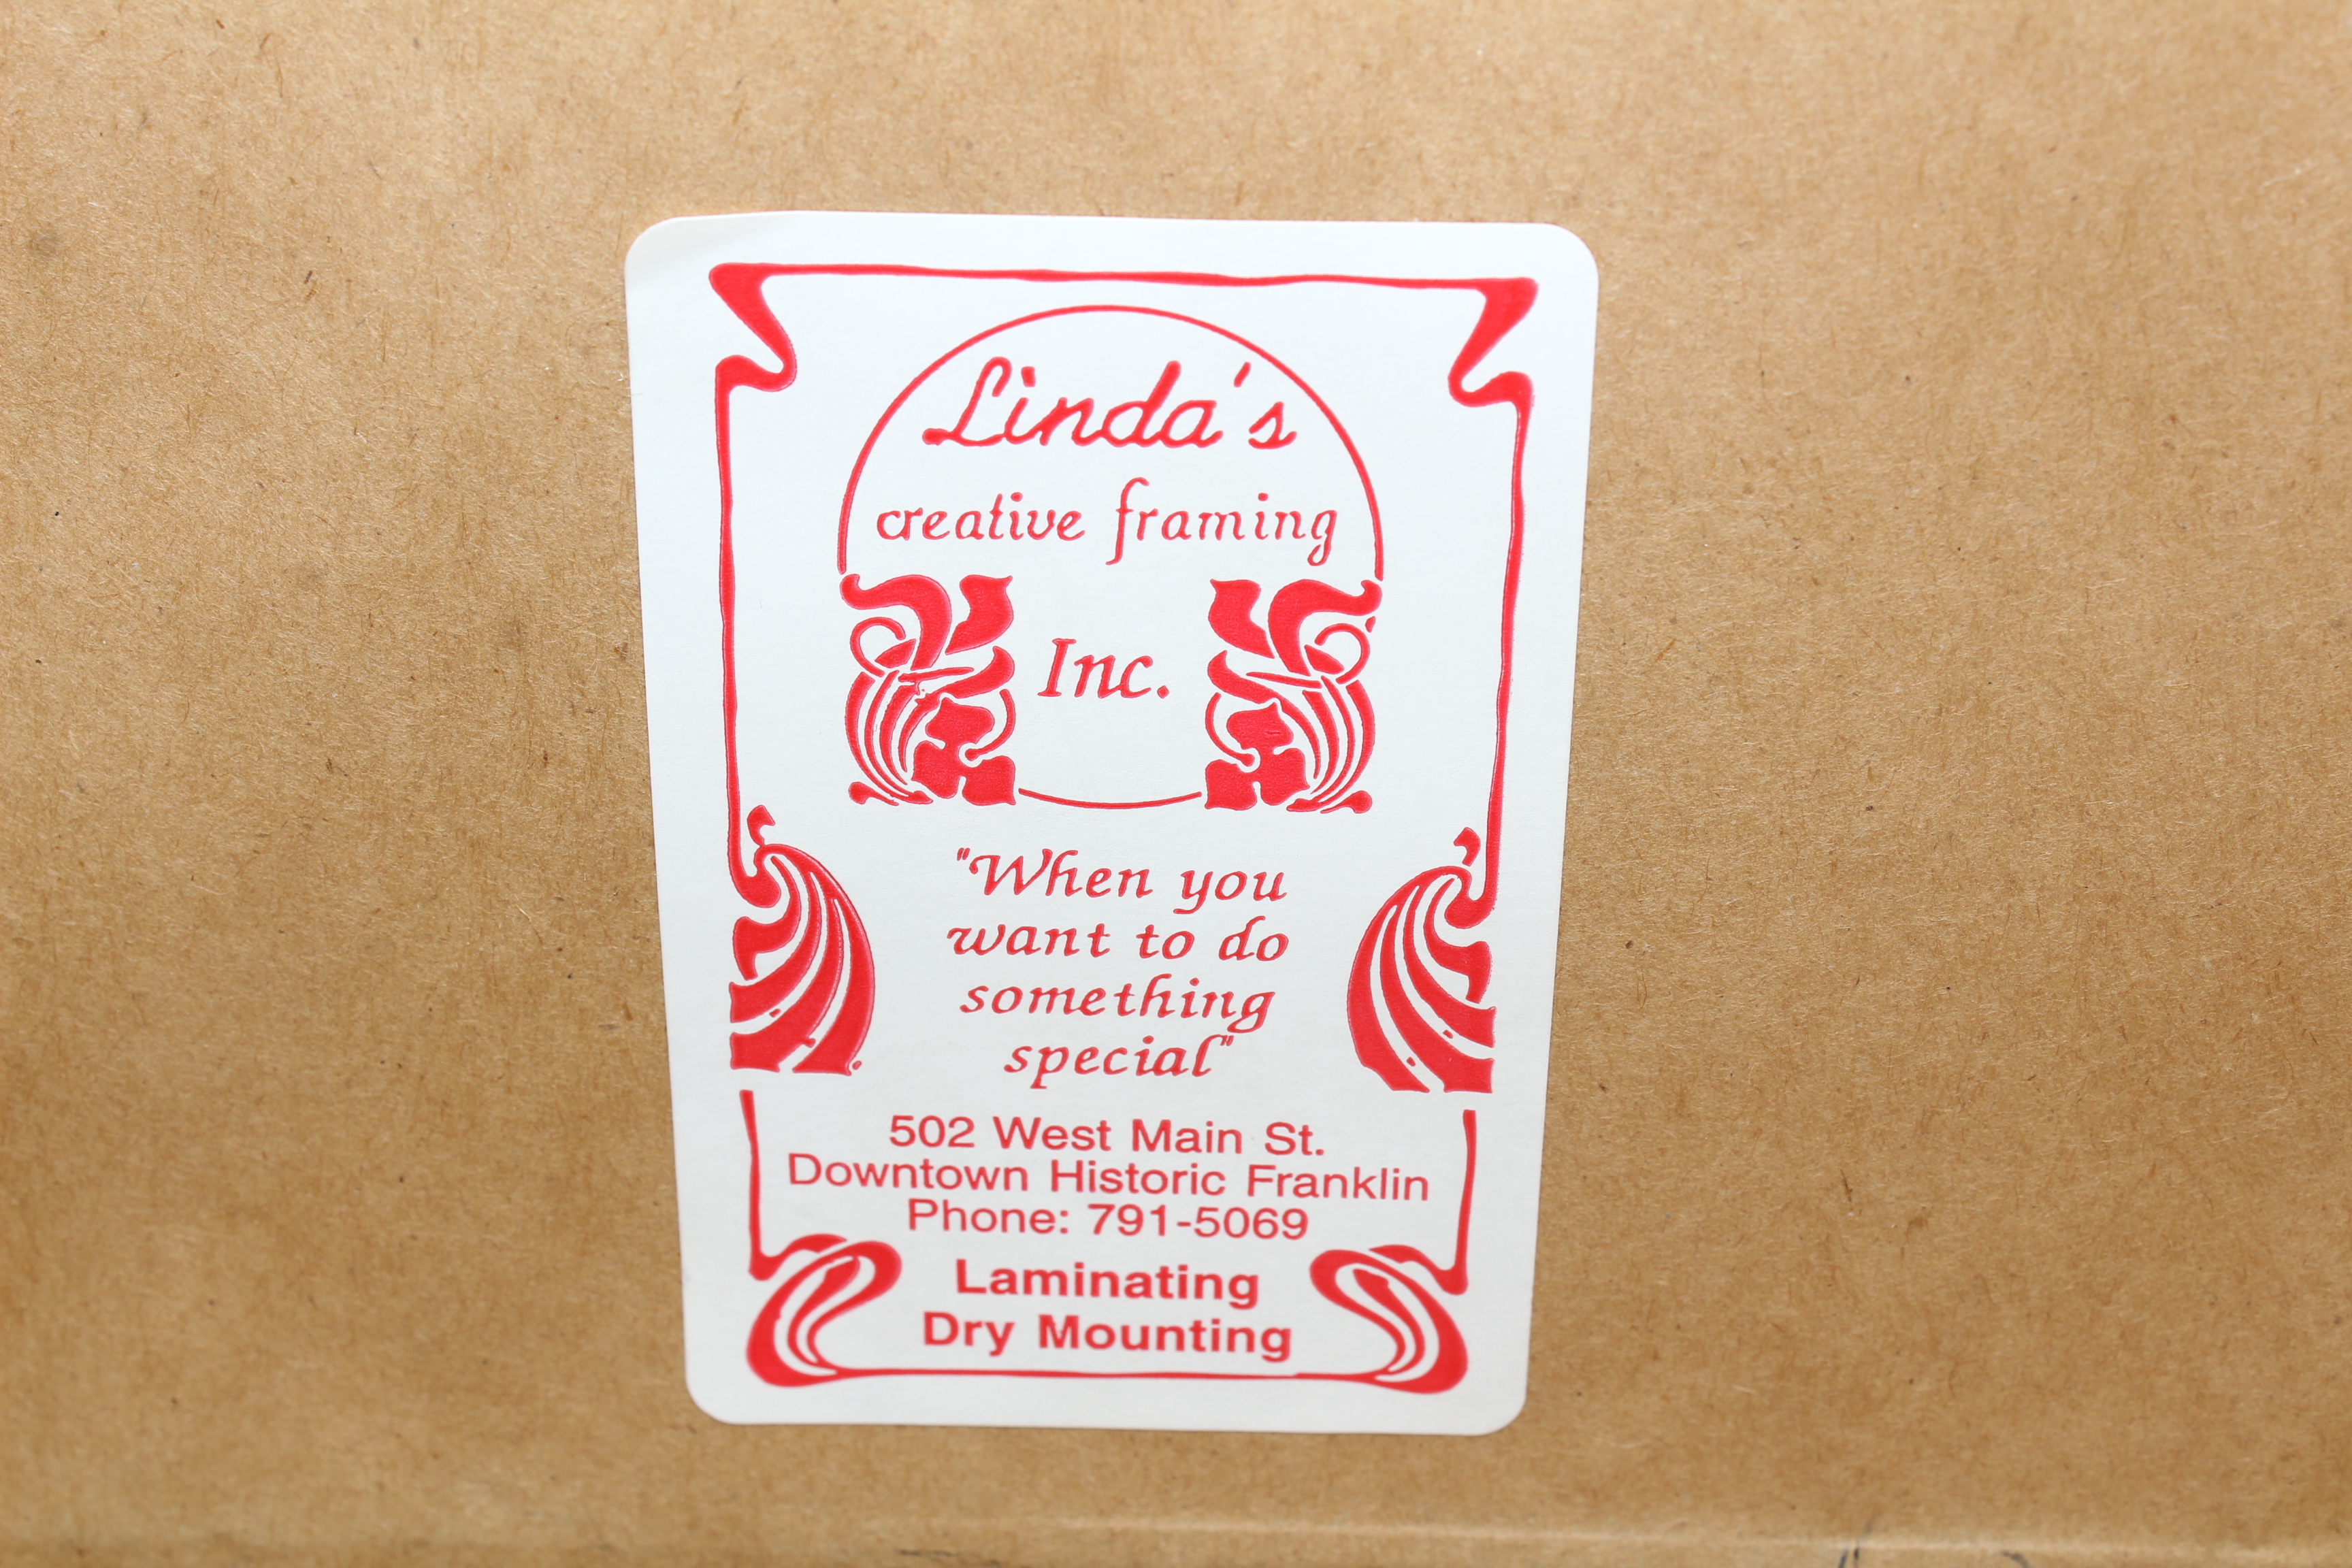 Linda's
creative framing
Inc.
"When you
want to do
something
special"
502 West Main St.
Downtown Historic Franklin
Phone: 791-5069
Laminating
Dry Mounting